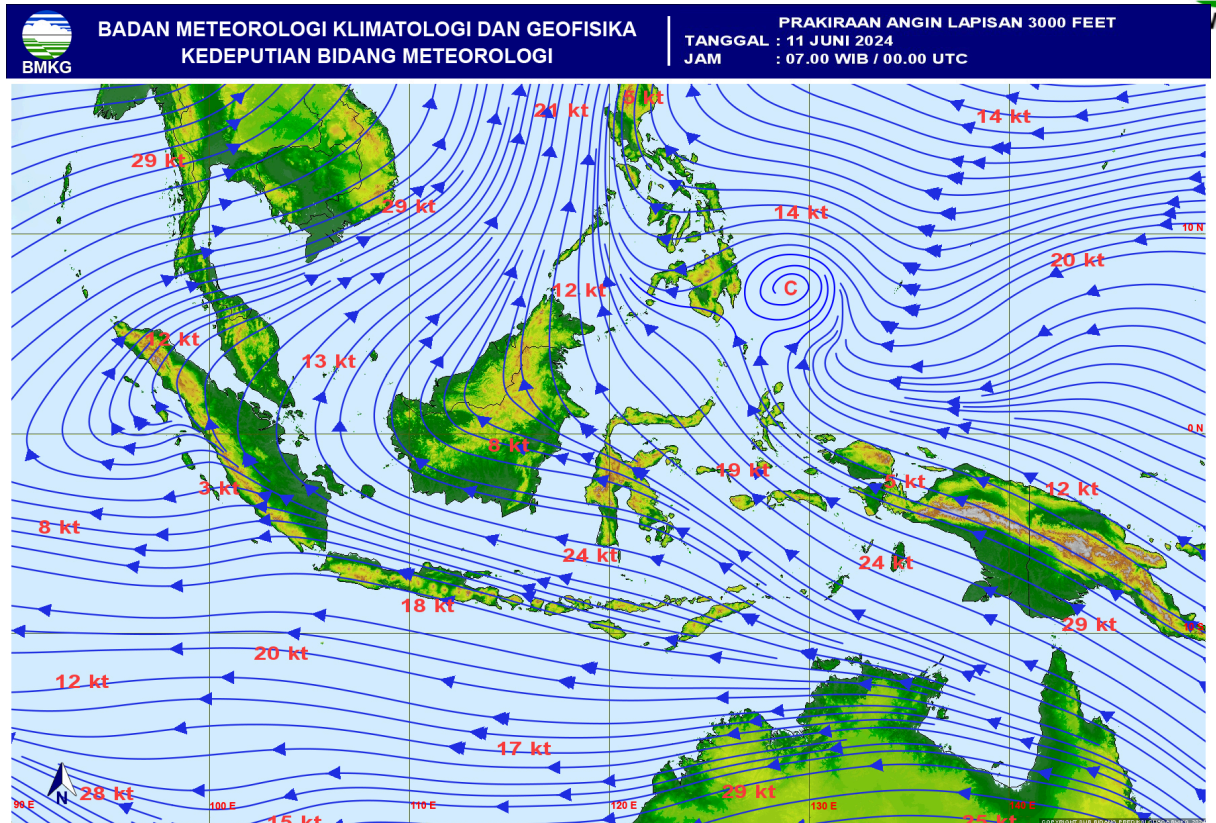 BADAN METEOROLOGI KLIMATOLOGI DAN GEOFISIKA
KEDEPUTIAN BIDANG METEOROLOGI
BMKG
PRAKIRAAN ANGIN LAPISAN 3000 FEET
TANGGAL : 11 JUNI 2024
JAM : 07.00 WIB / 00.00 UTC
21 kt
14 kt
29 kt
29 kt
14 kt
10 N
20 kt
C
12 kt
12 kt
13 kt
0 N
8 kt
19 kt
3 kt
5 kt
12 kt
8 kt
24 kt
24 kt
18 kt
29 kt
20 kt
12 kt
17 kt
28 kt
29 kt
N
90 E
100 E
110 E
120 E
130 E
140 E
15 kt